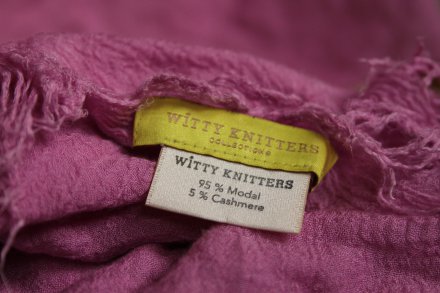 WiTTY KNITTERS
COLLECTIONS
WiTTY KNITTERS
95 % Modal
5 % Cashmere